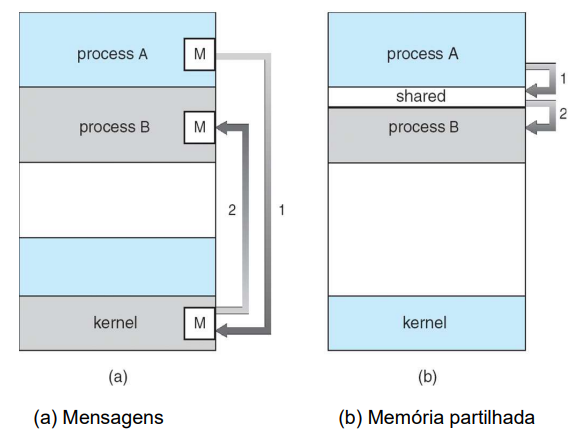 process A
M
process B
M
2
1
kernel
M
(a)
(a) Mensagens
process A
1
shared
2
process B
kernel
(b)
(b) Memória partilhada